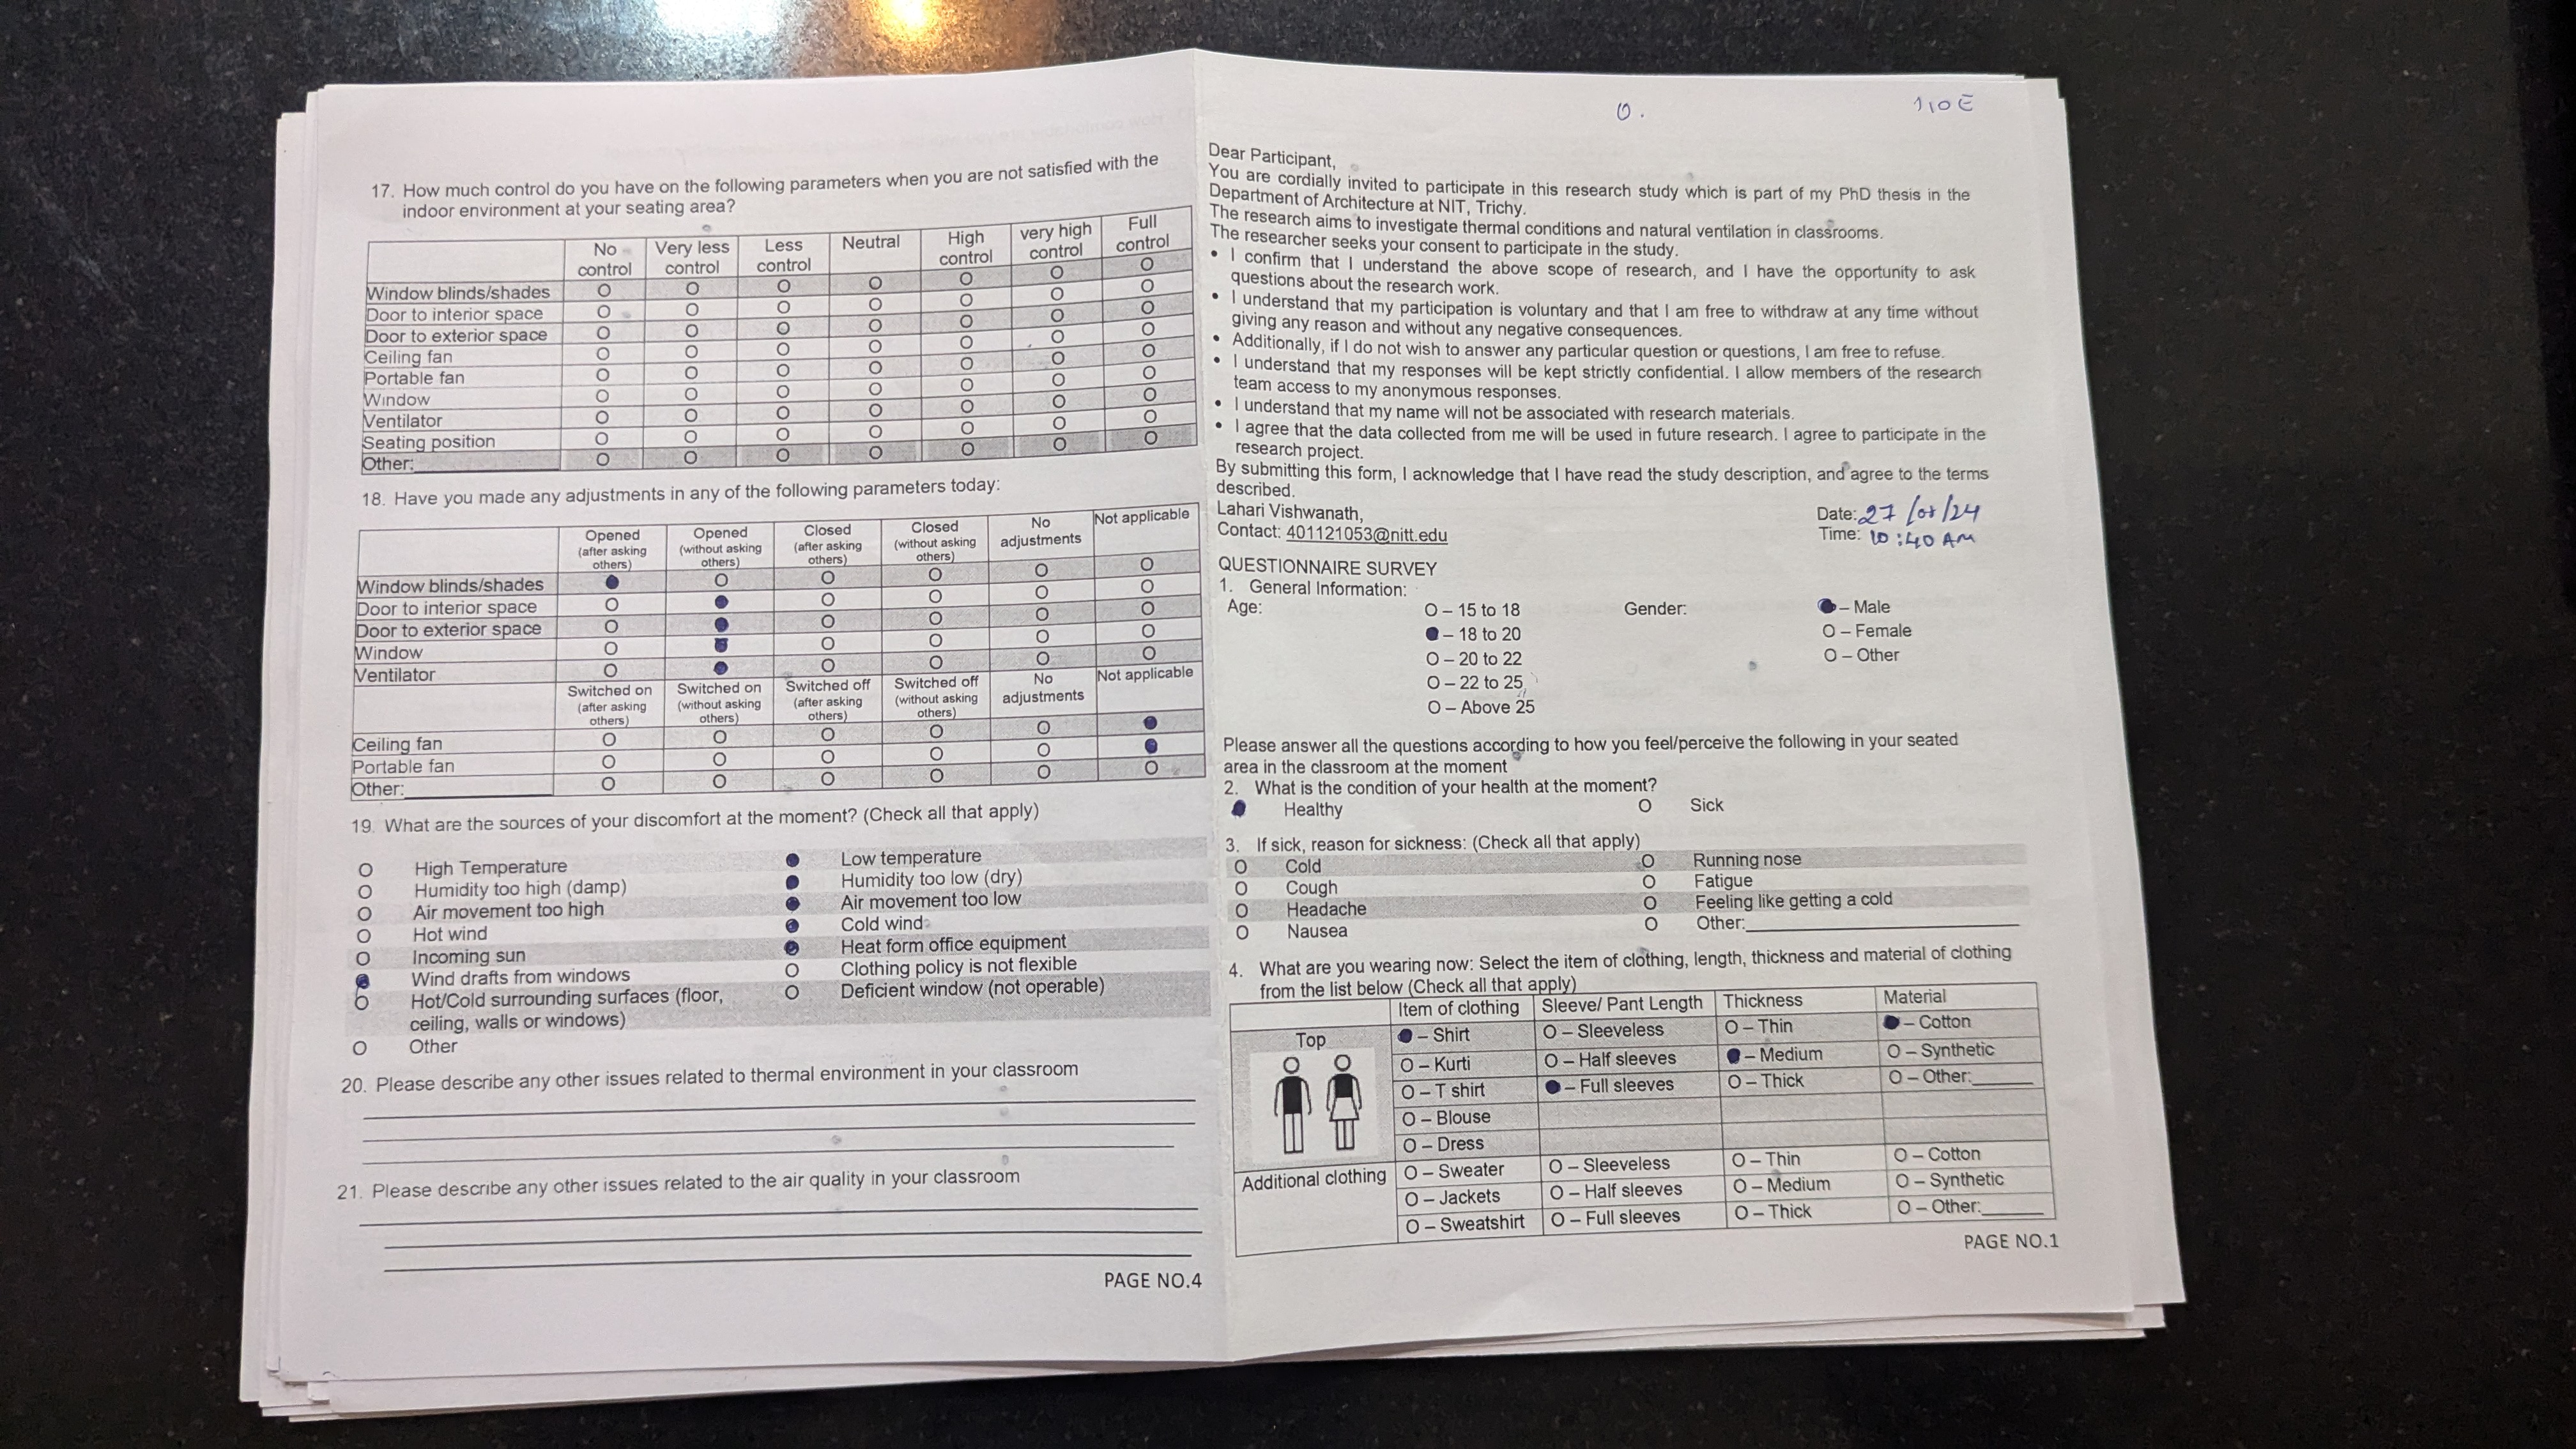 17. How much control do you have on the following parameters when you are not satisfied with the
indoor environment at your seating area?
No control Very less control Less control Neutral High control very high control Full control
Window blinds/shades O O O O O O O
Door to interior space O O O O O O O
Door to exterior space O O O O O O O
Ceiling fan O O O O O O O
Portable fan O O O O O O O
Window O O O O O O O
Ventilator O O O O O O O
Seating position O O O O O O O
Other: O O O O O O O
18. Have you made any adjustments in any of the following parameters today:
Opened (after asking others) Opened (without asking others) Closed (after asking others) Closed (without asking others) No adjustments Not applicable
Window blinds/shades ● O O O O O
Door to interior space O ● O O O O
Door to exterior space O ● O O O O
Window O ● O O O O
Ventilator O ● O O O O
Switched on (after asking others) Switched on (without asking others) Switched off (after asking others) Switched off (without asking others) No adjustments Not applicable
Ceiling fan O O O O O ●
Portable fan O O O O O ●
Other: O O O O O O
19. What are the sources of your discomfort at the moment? (Check all that apply)
O High Temperature ● Low temperature
O Humidity too high (damp) ● Humidity too low (dry)
O Air movement too high ● Air movement too low
O Hot wind ● Cold wind
O Incoming sun ● Heat form office equipment
● Wind drafts from windows O Clothing policy is not flexible
O Hot/Cold surrounding surfaces (floor, O Deficient window (not operable)
ceiling, walls or windows)
O Other
20. Please describe any other issues related to thermal environment in your classroom
21. Please describe any other issues related to the air quality in your classroom
PAGE NO.4
Dear Participant,
You are cordially invited to participate in this research study which is part of my PhD thesis in the
Department of Architecture at NIT, Trichy.
The research aims to investigate thermal conditions and natural ventilation in classrooms.
The researcher seeks your consent to participate in the study.
• I confirm that I understand the above scope of research, and I have the opportunity to ask
questions about the research work.
• I understand that my participation is voluntary and that I am free to withdraw at any time without
giving any reason and without any negative consequences.
• Additionally, if I do not wish to answer any particular question or questions, I am free to refuse.
• I understand that my responses will be kept strictly confidential. I allow members of the research
team access to my anonymous responses.
• I understand that my name will not be associated with research materials.
• I agree that the data collected from me will be used in future research. I agree to participate in the
research project.
By submitting this form, I acknowledge that I have read the study description, and agree to the terms
described.
Lahari Vishwanath, Date: 27
Contact: 401121053@nitt.edu Time: 10:40 AM
QUESTIONNAIRE SURVEY
1. General Information:
Age: O – 15 to 18 Gender: ● – Male
● – 18 to 20 O – Female
O – 20 to 22 O – Other
O – 22 to 25
O – Above 25
Please answer all the questions according to how you feel/perceive the following in your seated
area in the classroom at the moment
2. What is the condition of your health at the moment?
● Healthy O Sick
3. If sick, reason for sickness: (Check all that apply)
O Cold O Running nose
O Cough O Fatigue
O Headache O Feeling like getting a cold
O Nausea O Other:
4. What are you wearing now: Select the item of clothing, length, thickness and material of clothing
from the list below (Check all that apply)
Item of clothing Sleeve/ Pant Length Thickness Material
Top ● – Shirt O – Sleeveless O – Thin ● – Cotton
O – Kurti O – Half sleeves ● – Medium O – Synthetic
O – T shirt ● – Full sleeves O – Thick O – Other:
O – Blouse
O – Dress
Additional clothing O – Sweater O – Sleeveless O – Thin O – Cotton
O – Jackets O – Half sleeves O – Medium O – Synthetic
O – Sweatshirt O – Full sleeves O – Thick O – Other:
PAGE NO.1